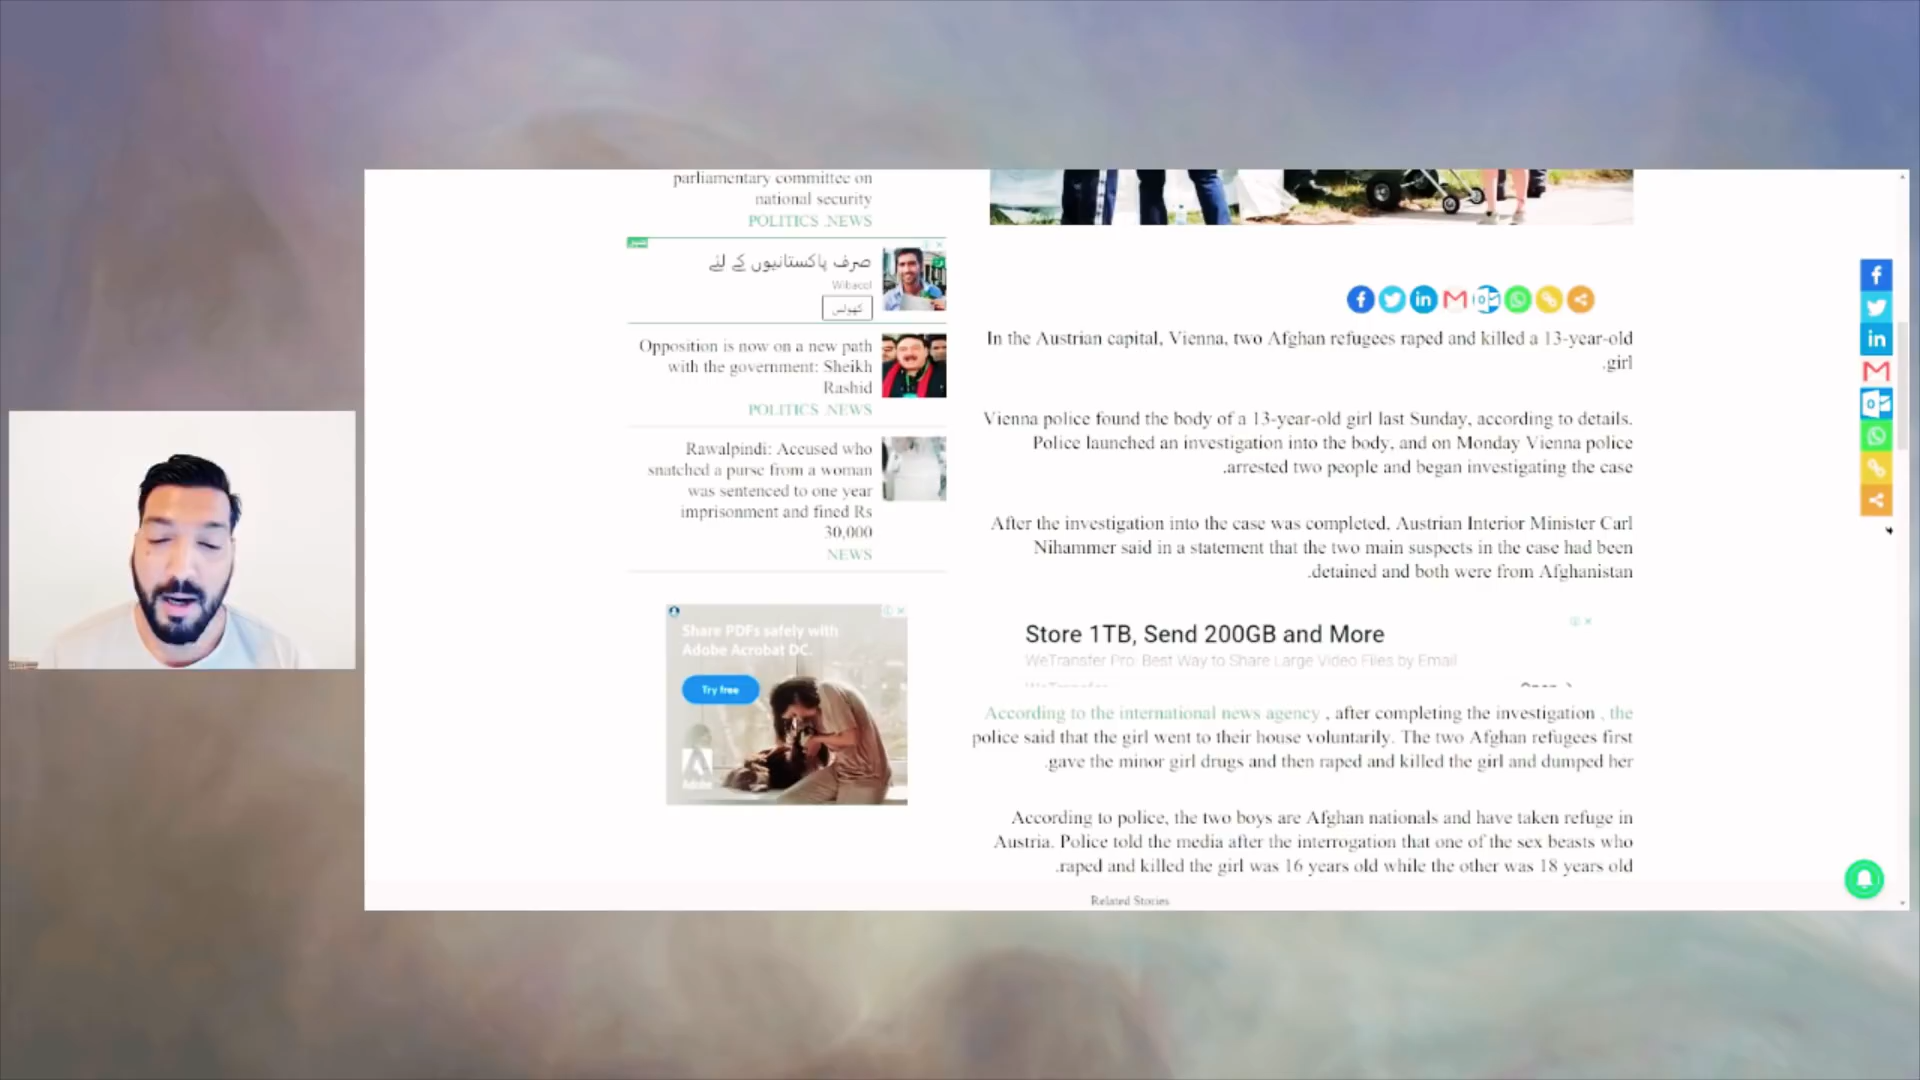 parliamentary committee on
national security
POLITICS .NEWS
صرف پاکستانیوں کے لئے
Wibacol
کھولیں
Opposition is now on a new path
with the government: Sheikh
Rashid
POLITICS .NEWS
Rawalpindi: Accused who
snatched a purse from a woman
was sentenced to one year
imprisonment and fined Rs
30,000
NEWS
Share PDFs safely with
Adobe Acrobat DC.
Try free
Adobe
In the Austrian capital, Vienna, two Afghan refugees raped and killed a 13-year-old
.girl
Vienna police found the body of a 13-year-old girl last Sunday, according to details.
Police launched an investigation into the body, and on Monday Vienna police
.arrested two people and began investigating the case
After the investigation into the case was completed, Austrian Interior Minister Carl
Nihammer said in a statement that the two main suspects in the case had been
.detained and both were from Afghanistan
Store 1TB, Send 200GB and More
WeTransfer Pro: Best Way to Share Large Video Files by Email
According to the international news agency , after completing the investigation , the
police said that the girl went to their house voluntarily. The two Afghan refugees first
.gave the minor girl drugs and then raped and killed the girl and dumped her
According to police, the two boys are Afghan nationals and have taken refuge in
Austria. Police told the media after the interrogation that one of the sex beasts who
.raped and killed the girl was 16 years old while the other was 18 years old
Related Stories